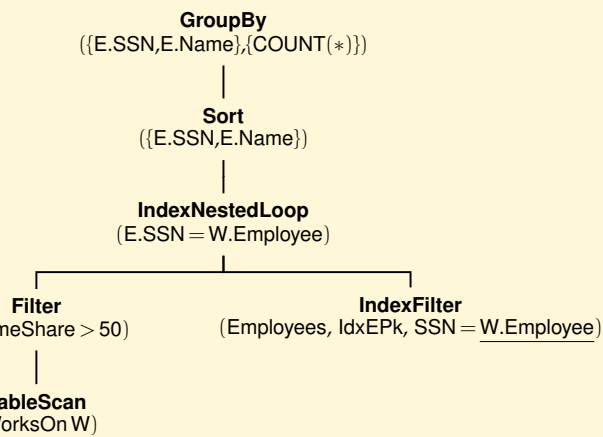 GroupBy
({E.SSN,E.Name},{COUNT(∗)})
Sort
({E.SSN,E.Name})
IndexNestedLoop
(E.SSN = W.Employee)
Filter
meShare > 50)
IndexFilter
(Employees, IdxEPk, SSN = W.Employee)
ableScan
orksOn W)